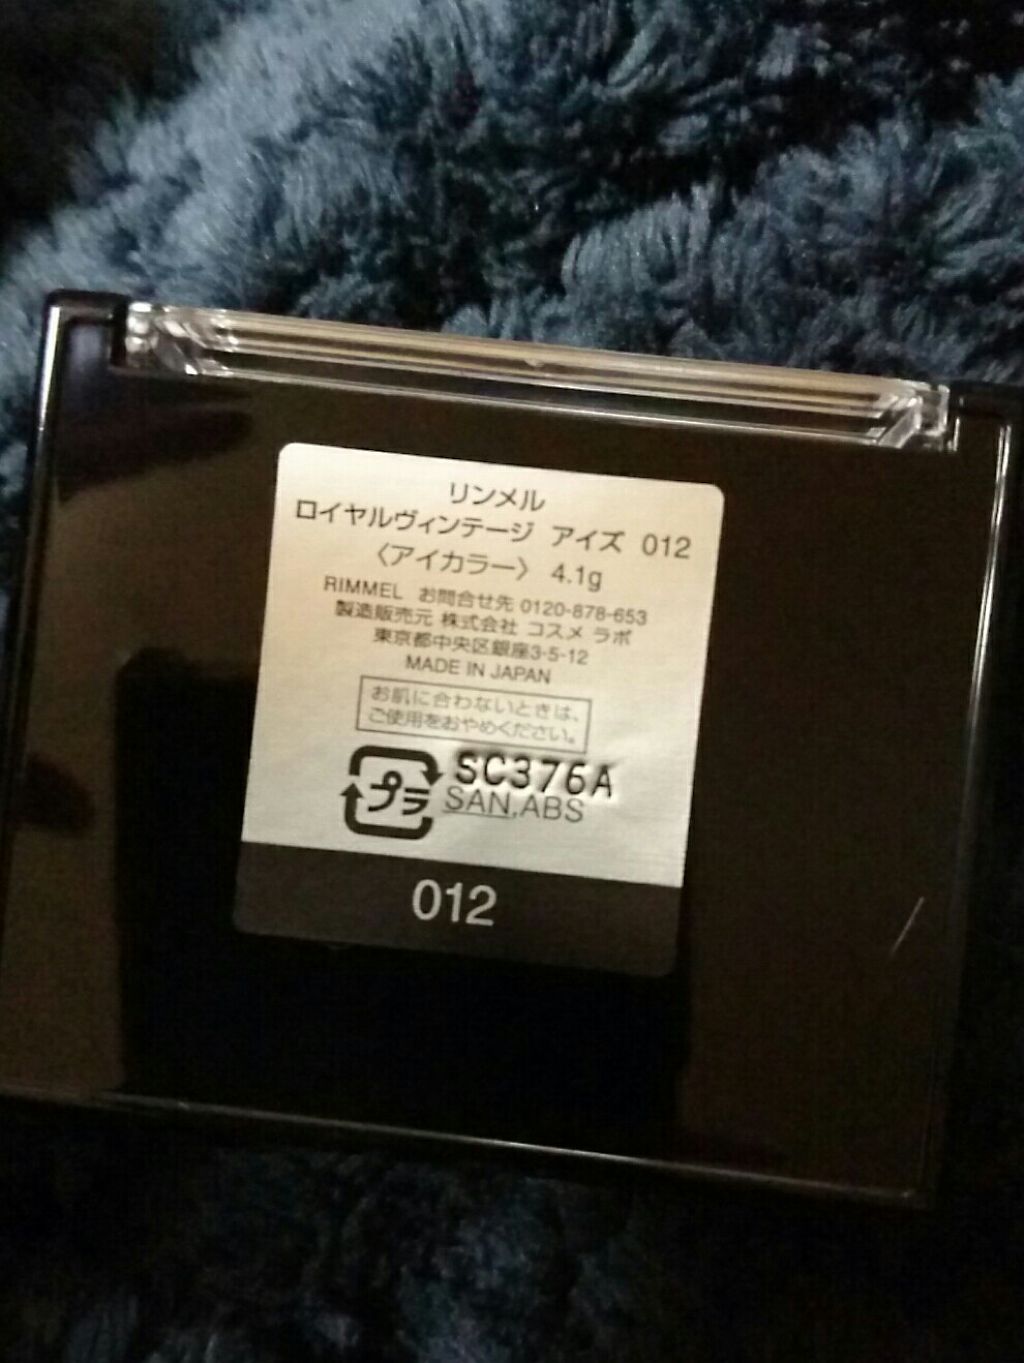 リンメル
ロイヤルヴィンテージ アイズ 012
〈アイカラー〉 4.1g
RIMMEL お問合せ先 0120-878-653
製造販売元 株式会社 コスメ ラボ
東京都中央区銀座3-5-12
MADE IN JAPAN
お肌に合わないときは、
ご使用をおやめください。
プラ
SC376A
SAN,ABS
012